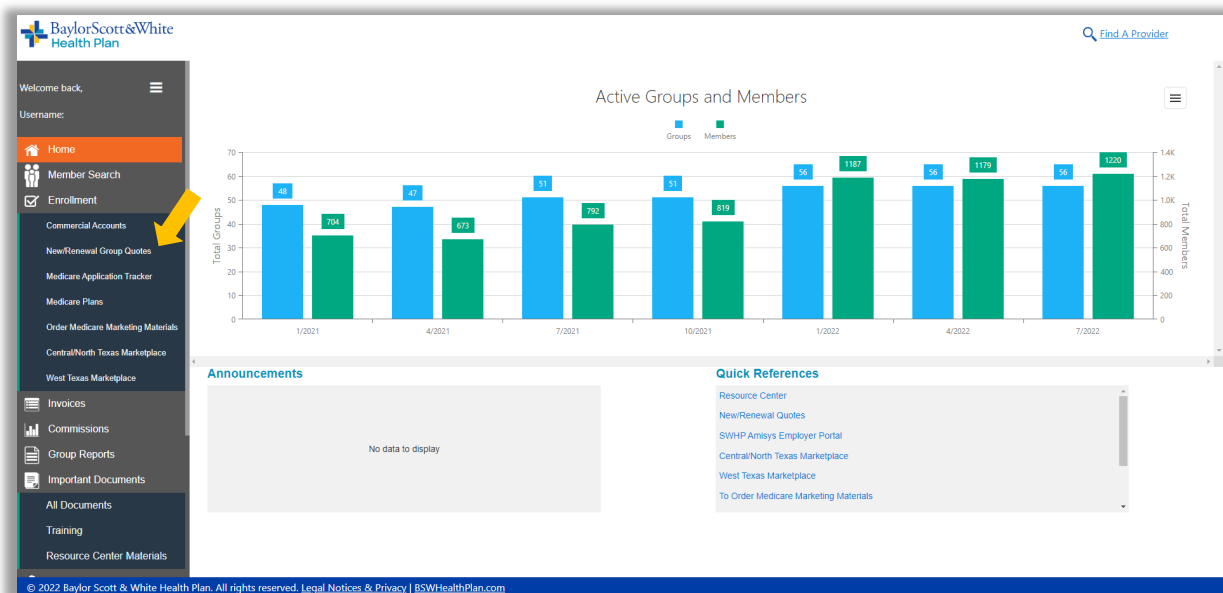 BaylorScott&White
Health Plan
Find A Provider
Welcome back,
Username:
Home
Member Search
Enrollment
Commercial Accounts
New/Renewal Group Quotes
Medicare Application Tracker
Medicare Plans
Order Medicare Marketing Materials
Central/North Texas Marketplace
West Texas Marketplace
Invoices
Commissions
Group Reports
Important Documents
All Documents
Training
Resource Center Materials
Active Groups and Members
Groups Members
70
60
50
40
30
20
10
0
Total Groups
48
704
47
673
51
792
51
819
56
1187
56
1179
56
1220
1.4K
1.2K
1.0K
800
600
400
200
0
Total Members
1/2021 4/2021 7/2021 10/2021 1/2022 4/2022 7/2022
Announcements
No data to display
Quick References
Resource Center
New/Renewal Quotes
SWHP Amisys Employer Portal
Central/North Texas Marketplace
West Texas Marketplace
To Order Medicare Marketing Materials
© 2022 Baylor Scott & White Health Plan. All rights reserved. Legal Notices & Privacy | BSWHealthPlan.com